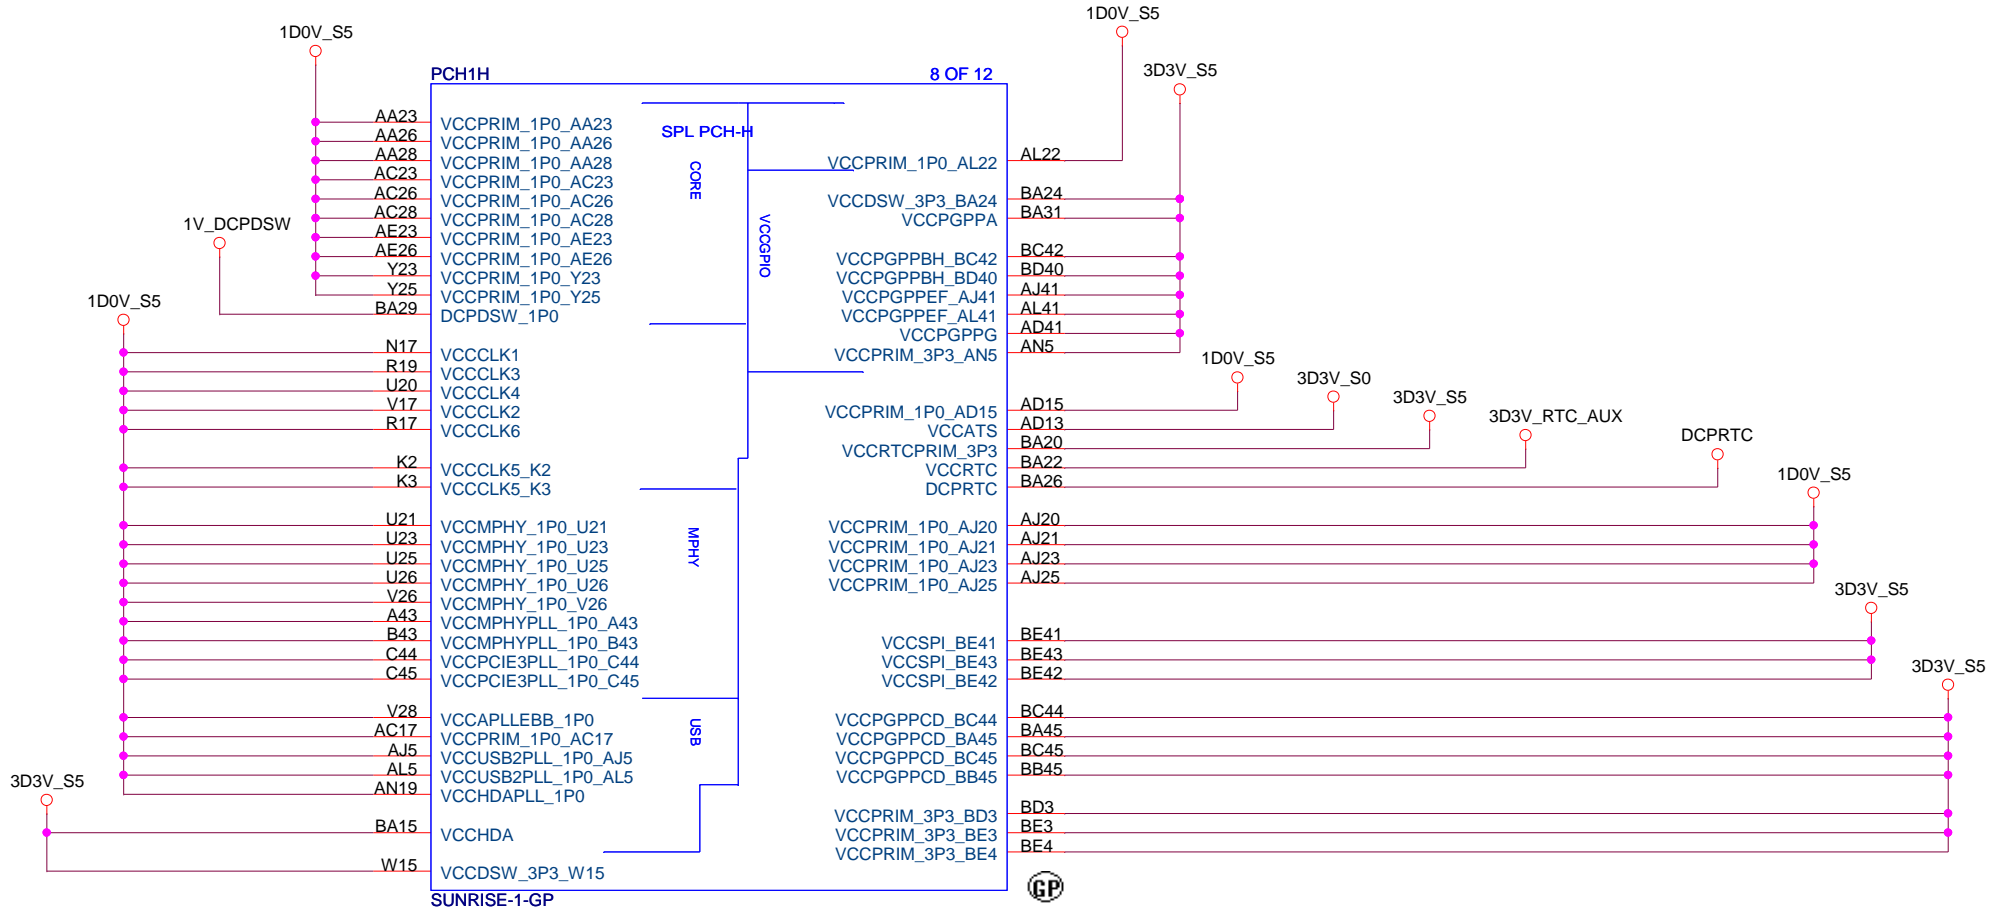 1D0V_S5
1D0V_S5
3D3V_S5
PCH1H 8 OF 12
SPL PCH-H
CORE
VCCGPIO
MPHY
USB
AA23 VCCPRIM_1P0_AA23
AA26 VCCPRIM_1P0_AA26
AA28 VCCPRIM_1P0_AA28
AC23 VCCPRIM_1P0_AC23
AC26 VCCPRIM_1P0_AC26
AC28 VCCPRIM_1P0_AC28
AE23 VCCPRIM_1P0_AE23
AE26 VCCPRIM_1P0_AE26
Y23 VCCPRIM_1P0_Y23
Y25 VCCPRIM_1P0_Y25
1V_DCPDSW
BA29 DCPDSW_1P0
1D0V_S5
N17 VCCCLK1
R19 VCCCLK3
U20 VCCCLK4
V17 VCCCLK2
R17 VCCCLK6
K2 VCCCLK5_K2
K3 VCCCLK5_K3
U21 VCCMPHY_1P0_U21
U23 VCCMPHY_1P0_U23
U25 VCCMPHY_1P0_U25
U26 VCCMPHY_1P0_U26
V26 VCCMPHY_1P0_V26
A43 VCCMPHYPLL_1P0_A43
B43 VCCMPHYPLL_1P0_B43
C44 VCCPCIE3PLL_1P0_C44
C45 VCCPCIE3PLL_1P0_C45
V28 VCCAPLLEBB_1P0
AC17 VCCPRIM_1P0_AC17
AJ5 VCCUSB2PLL_1P0_AJ5
AL5 VCCUSB2PLL_1P0_AL5
AN19 VCCHDAPLL_1P0
3D3V_S5
BA15 VCCHDA
W15 VCCDSW_3P3_W15
VCCPRIM_1P0_AL22 AL22
VCCDSW_3P3_BA24 BA24
VCCPGPPA BA31
VCCPGPPBH_BC42 BC42
VCCPGPPBH_BD40 BD40
VCCPGPPEF_AJ41 AJ41
VCCPGPPEF_AL41 AL41
VCCPGPPG AD41
VCCPRIM_3P3_AN5 AN5
1D0V_S5
3D3V_S0
3D3V_S5
3D3V_RTC_AUX
DCPRTC
VCCPRIM_1P0_AD15 AD15
VCCATS AD13
VCCRTCPRIM_3P3 BA20
VCCRTC BA22
DCPRTC BA26
1D0V_S5
VCCPRIM_1P0_AJ20 AJ20
VCCPRIM_1P0_AJ21 AJ21
VCCPRIM_1P0_AJ23 AJ23
VCCPRIM_1P0_AJ25 AJ25
3D3V_S5
VCCSPI_BE41 BE41
VCCSPI_BE43 BE43
VCCSPI_BE42 BE42
3D3V_S5
VCCPGPPCD_BC44 BC44
VCCPGPPCD_BA45 BA45
VCCPGPPCD_BC45 BC45
VCCPGPPCD_BB45 BB45
VCCPRIM_3P3_BD3 BD3
VCCPRIM_3P3_BE3 BE3
VCCPRIM_3P3_BE4 BE4
SUNRISE-1-GP
GP